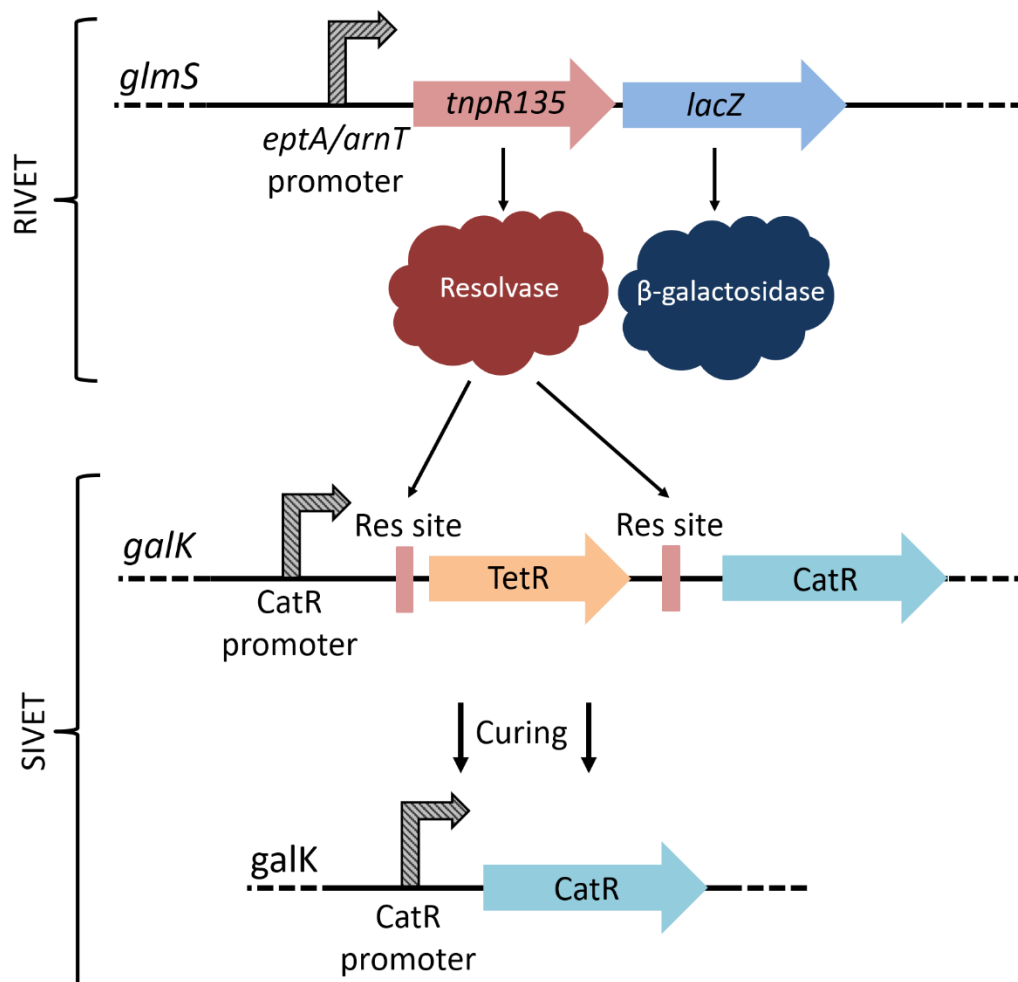 RIVET
glmS
eptA/arnT
promoter
tnpR135
lacZ
Resolvase
β-galactosidase
SIVET
galK
CatR
promoter
Res site
TetR
Res site
CatR
Curing
galK
CatR
promoter
CatR